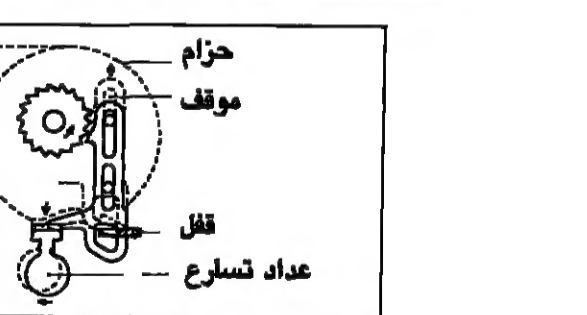 حزام
موقف
قفل
عداد تسارع